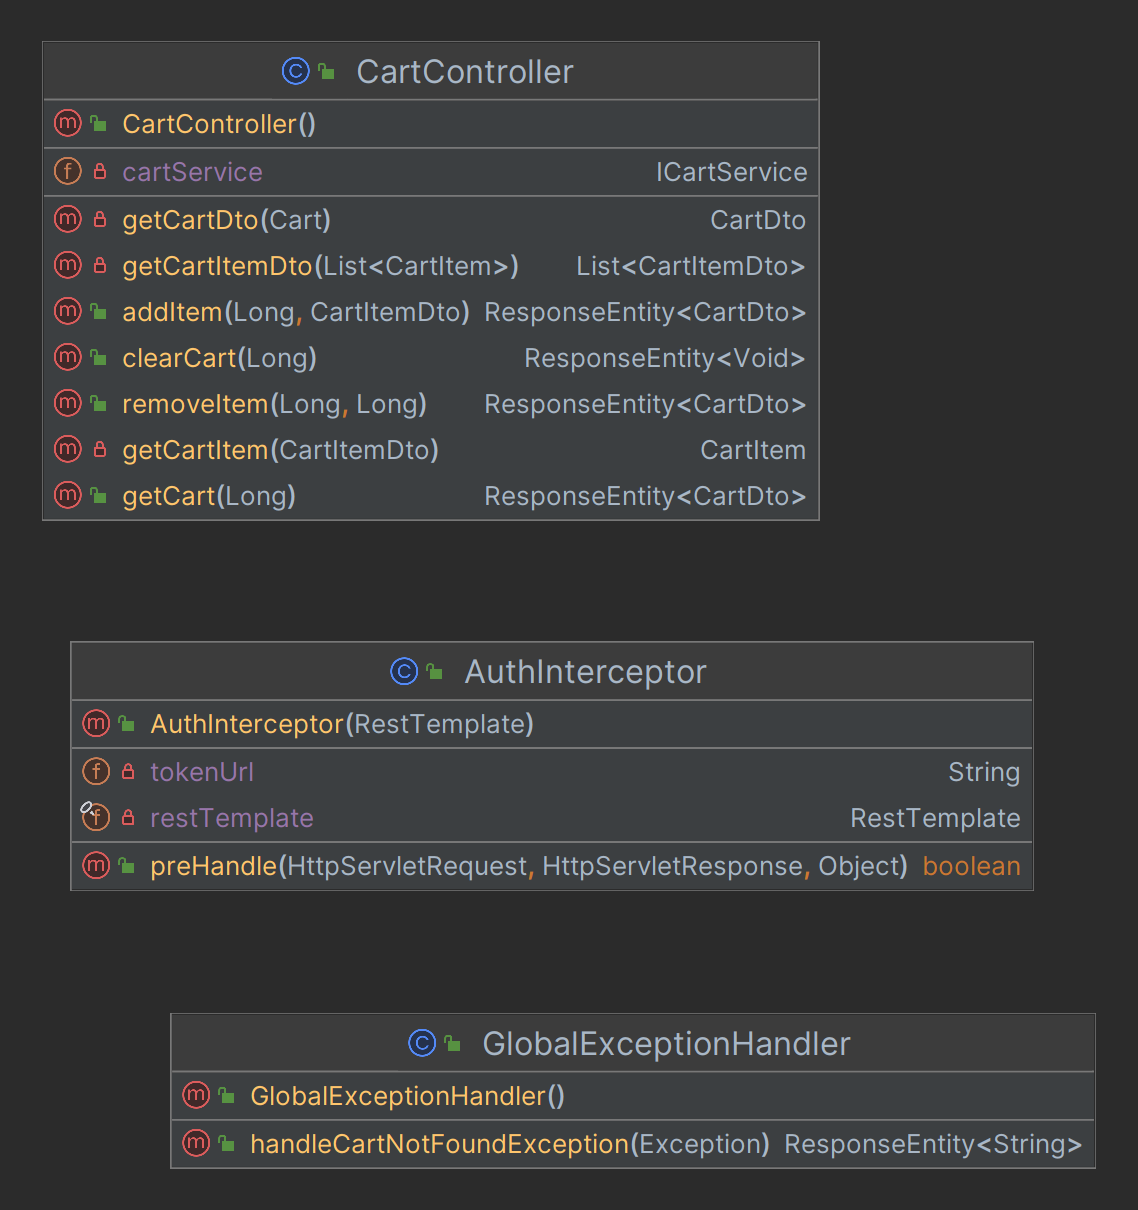 CartController
CartController()
cartService ICartService
getCartDto(Cart) CartDto
getCartItemDto(List<CartItem>) List<CartItemDto>
addItem(Long, CartItemDto) ResponseEntity<CartDto>
clearCart(Long) ResponseEntity<Void>
removeItem(Long, Long) ResponseEntity<CartDto>
getCartItem(CartItemDto) CartItem
getCart(Long) ResponseEntity<CartDto>
AuthInterceptor
AuthInterceptor(RestTemplate)
tokenUrl String
restTemplate RestTemplate
preHandle(HttpServletRequest, HttpServletResponse, Object) boolean
GlobalExceptionHandler
GlobalExceptionHandler()
handleCartNotFoundException(Exception) ResponseEntity<String>